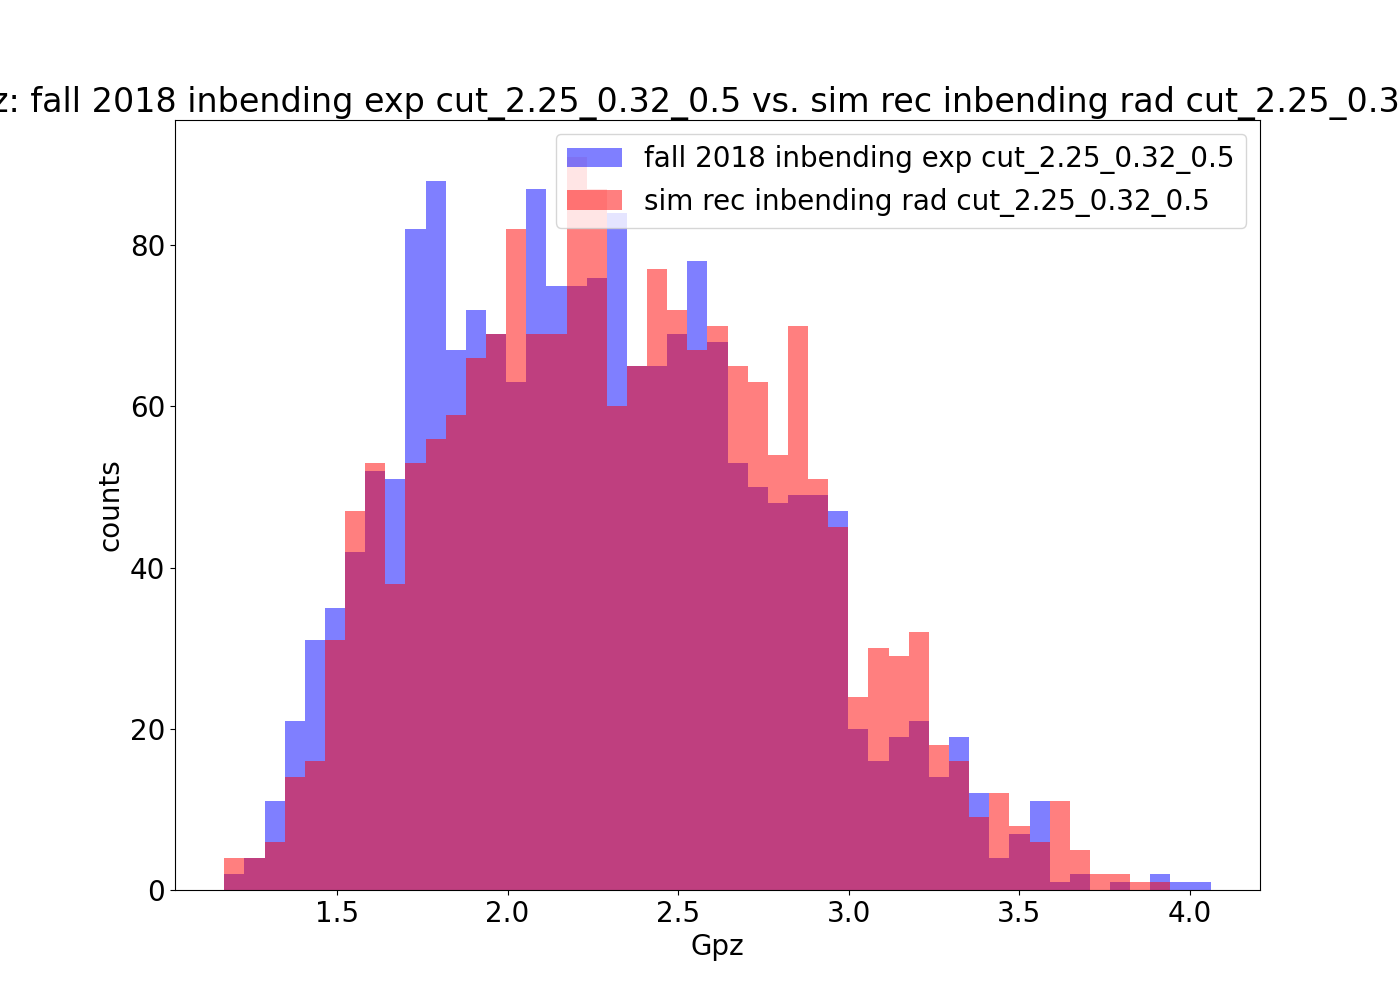 z: fall 2018 inbending exp cut_2.25_0.32_0.5 vs. sim rec inbending rad cut_2.25_0.3
fall 2018 inbending exp cut_2.25_0.32_0.5
sim rec inbending rad cut_2.25_0.32_0.5
80
60
40
20
0
counts
1.5 2.0 2.5 3.0 3.5 4.0
Gpz